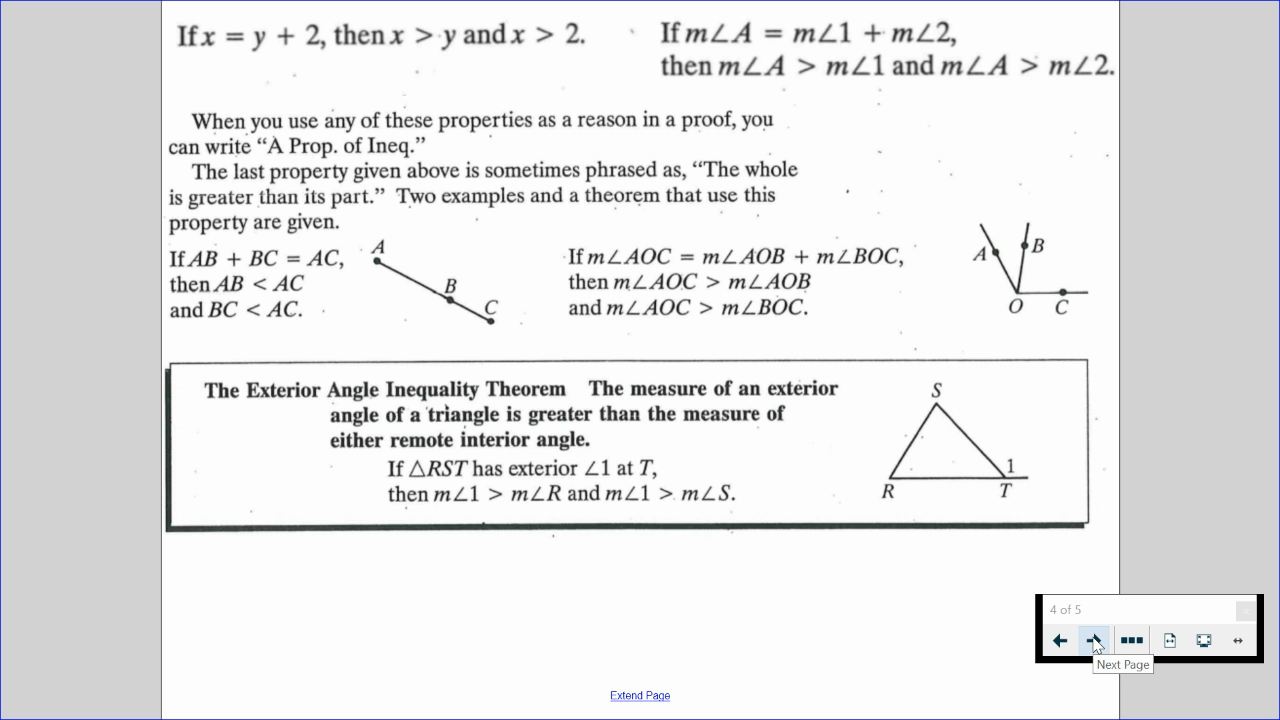 If x = y + 2, then x > y and x > 2.
If m∠A = m∠1 + m∠2,
then m∠A > m∠1 and m∠A > m∠2.
When you use any of these properties as a reason in a proof, you
can write “A Prop. of Ineq.”
The last property given above is sometimes phrased as, “The whole
is greater than its part.” Two examples and a theorem that use this
property are given.
If AB + BC = AC,
then AB < AC
and BC < AC.
A
B
C
If m∠AOC = m∠AOB + m∠BOC,
then m∠AOC > m∠AOB
and m∠AOC > m∠BOC.
A
B
O
C
The Exterior Angle Inequality Theorem The measure of an exterior
angle of a triangle is greater than the measure of
either remote interior angle.
If △RST has exterior ∠1 at T,
then m∠1 > m∠R and m∠1 > m∠S.
S
1
R
T
4 of 5
Next Page
Extend Page